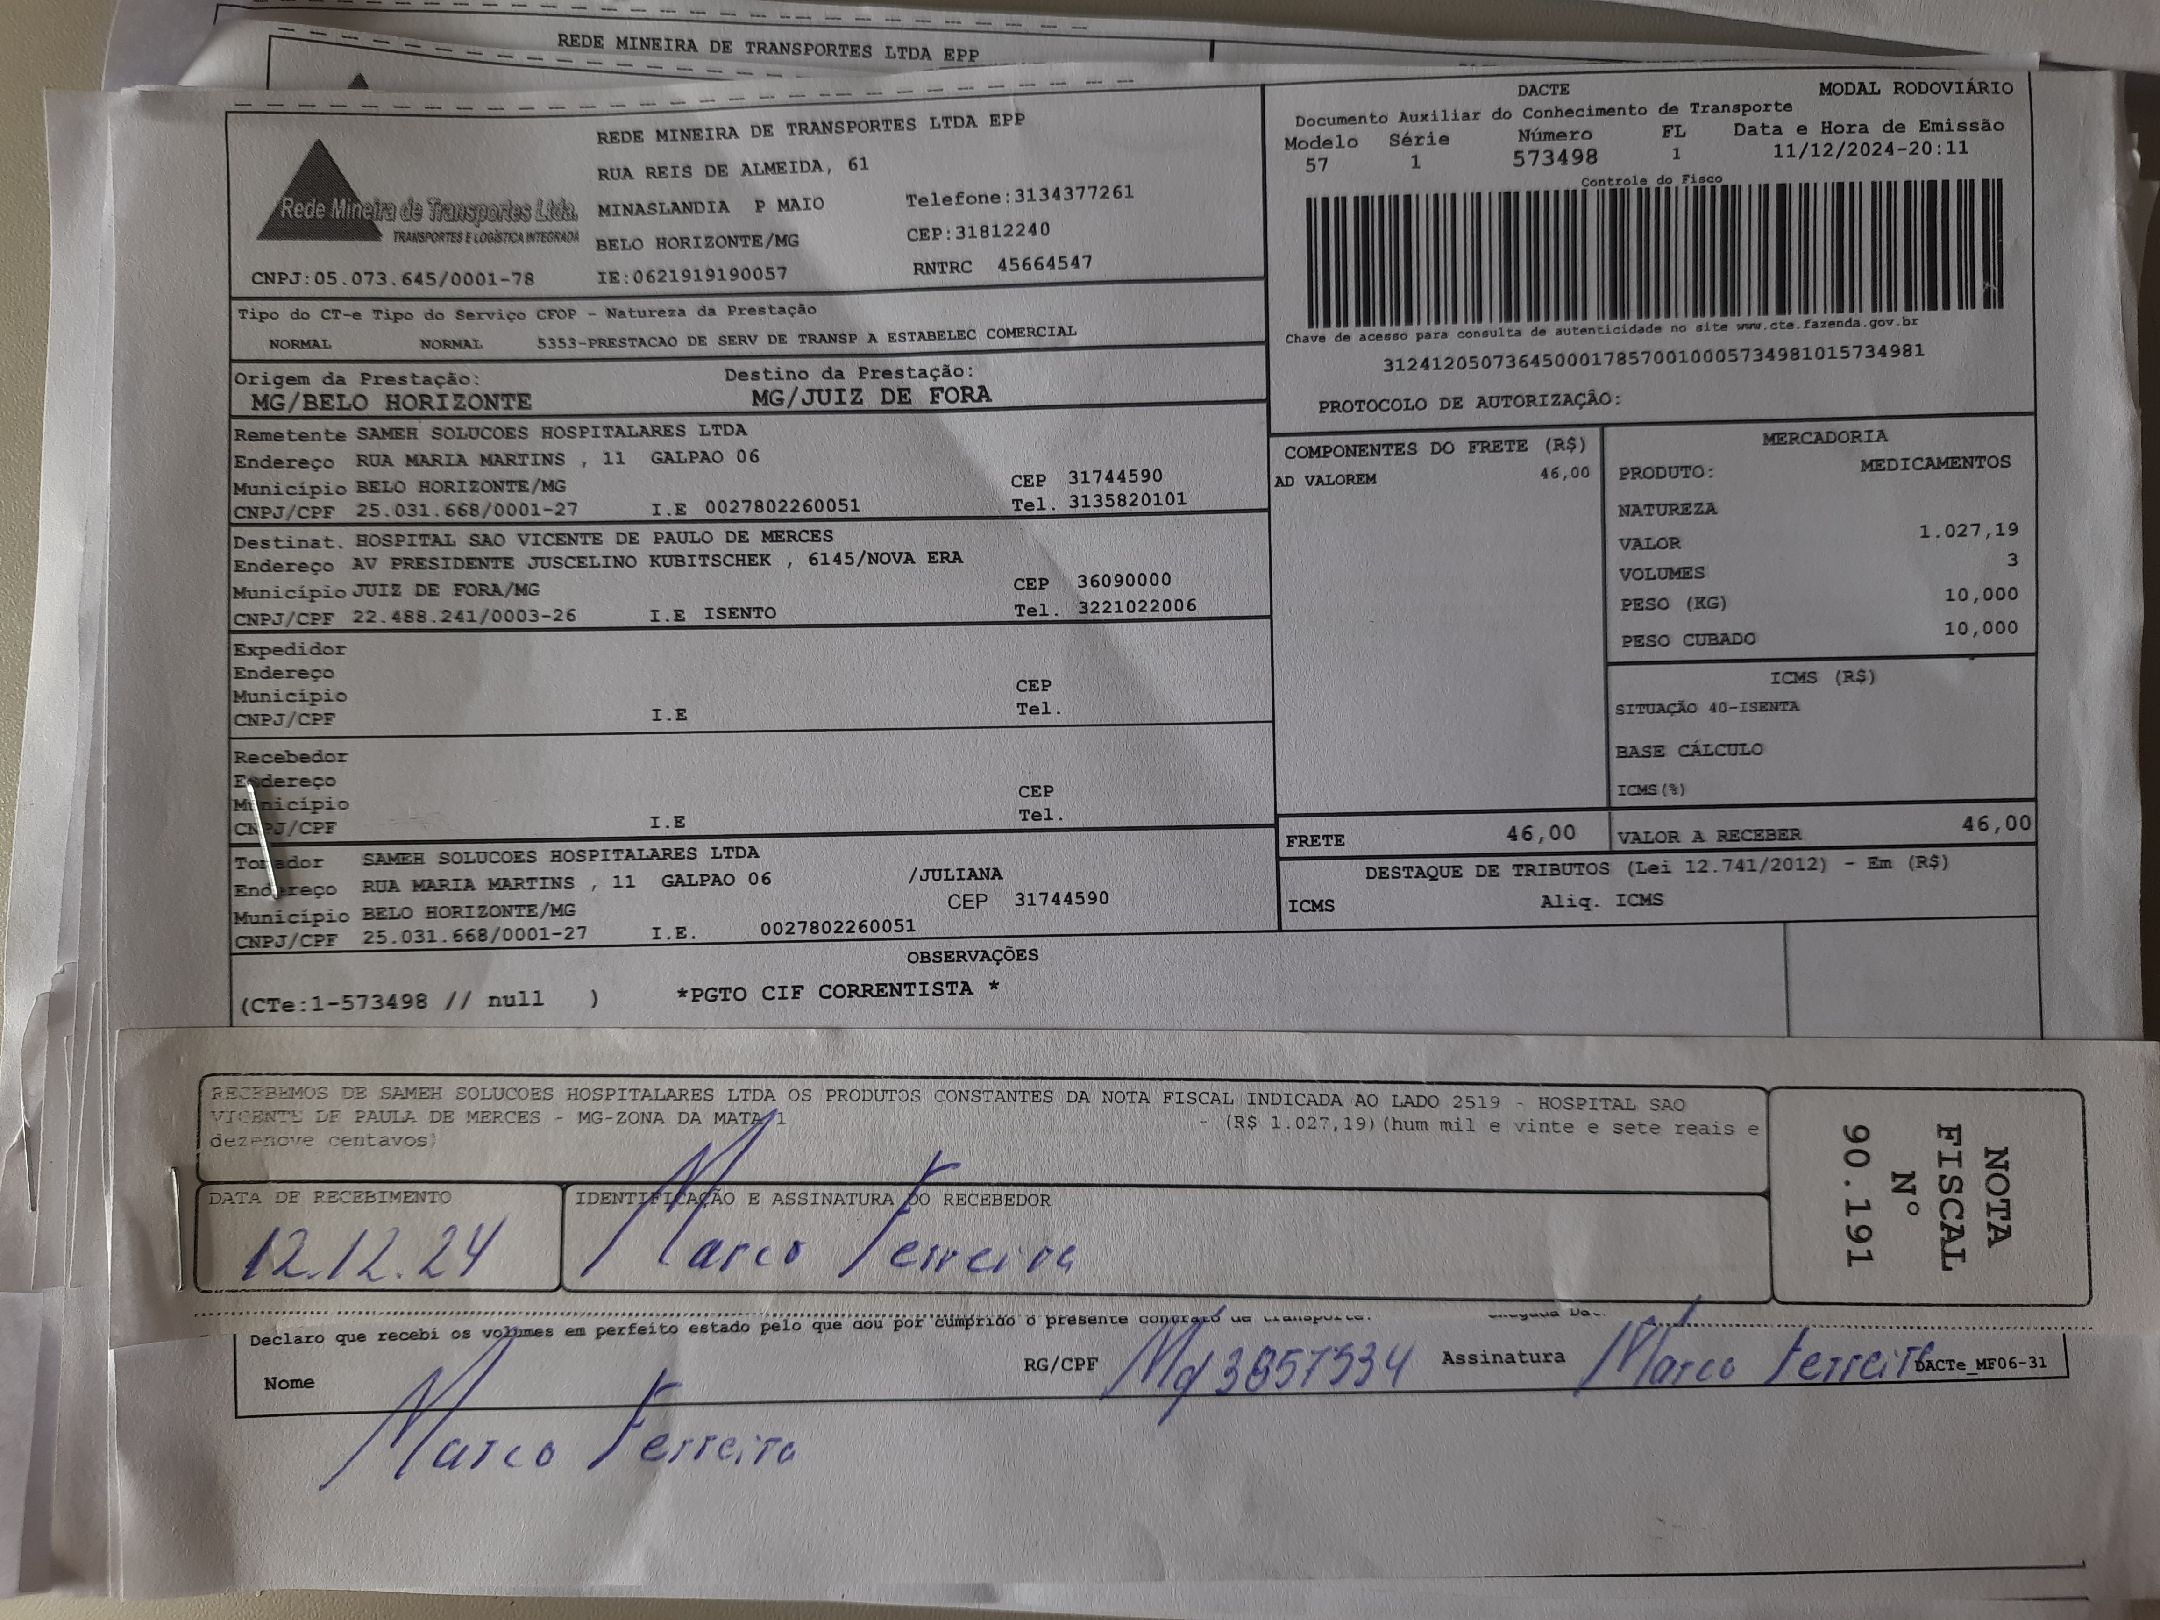 REDE MINEIRA DE TRANSPORTES LTDA EPP
Rede Mineira de Transportes Ltda.
TRANSPORTES E LOGÍSTICA INTEGRADA
CNPJ:05.073.645/0001-78
REDE MINEIRA DE TRANSPORTES LTDA EPP
RUA REIS DE ALMEIDA, 61
MINASLANDIA P MAIO Telefone:3134377261
BELO HORIZONTE/MG CEP:31812240
IE:0621919190057 RNTRC 45664547
DACTE MODAL RODOVIÁRIO
Documento Auxiliar do Conhecimento de Transporte
Modelo Série Número FL Data e Hora de Emissão
57 1 573498 1 11/12/2024-20:11
Controle do Fisco
Chave de acesso para consulta de autenticidade no site www.cte.fazenda.gov.br
31241205073645000178570010005734981015734981
PROTOCOLO DE AUTORIZAÇÃO:
Tipo do CT-e Tipo do Serviço CFOP - Natureza da Prestação
NORMAL NORMAL 5353-PRESTACAO DE SERV DE TRANSP A ESTABELEC COMERCIAL
Origem da Prestação: Destino da Prestação:
MG/BELO HORIZONTE MG/JUIZ DE FORA
Remetente SAMEH SOLUCOES HOSPITALARES LTDA
Endereço RUA MARIA MARTINS , 11 GALPAO 06
Município BELO HORIZONTE/MG CEP 31744590
CNPJ/CPF 25.031.668/0001-27 I.E 0027802260051 Tel. 3135820101
Destinat. HOSPITAL SAO VICENTE DE PAULO DE MERCES
Endereço AV PRESIDENTE JUSCELINO KUBITSCHEK , 6145/NOVA ERA
Município JUIZ DE FORA/MG CEP 36090000
CNPJ/CPF 22.488.241/0003-26 I.E ISENTO Tel. 3221022006
Expedidor
Endereço
Município CEP
CNPJ/CPF I.E Tel.
Recebedor
Endereço
Município CEP
CNPJ/CPF I.E Tel.
Tomador SAMEH SOLUCOES HOSPITALARES LTDA
Endereço RUA MARIA MARTINS , 11 GALPAO 06 /JULIANA
Município BELO HORIZONTE/MG CEP 31744590
CNPJ/CPF 25.031.668/0001-27 I.E. 0027802260051
COMPONENTES DO FRETE (R$)
AD VALOREM 46,00
MERCADORIA
PRODUTO: MEDICAMENTOS
NATUREZA
VALOR 1.027,19
VOLUMES 3
PESO (KG) 10,000
PESO CUBADO 10,000
ICMS (R$)
SITUAÇÃO 40-ISENTA
BASE CÁLCULO
ICMS(%)
FRETE 46,00 VALOR A RECEBER 46,00
DESTAQUE DE TRIBUTOS (Lei 12.741/2012) - Em (R$)
ICMS Aliq. ICMS
OBSERVAÇÕES
(CTe:1-573498 // null ) *PGTO CIF CORRENTISTA *
RECEBEMOS DE SAMEH SOLUCOES HOSPITALARES LTDA OS PRODUTOS CONSTANTES DA NOTA FISCAL INDICADA AO LADO 2519 - HOSPITAL SAO
VICENTE DE PAULA DE MERCES - MG-ZONA DA MATA 1 - (R$ 1.027,19)(hum mil e vinte e sete reais e
dezenove centavos)
DATA DE RECEBIMENTO IDENTIFICAÇÃO E ASSINATURA DO RECEBEDOR
12.12.24 Marco Ferreira
NOTA
FISCAL
Nº
90.191
Declaro que recebi os volumes em perfeito estado pelo que dou por cumprido o presente contrato de transporte.
Nome RG/CPF Mg3857534 Assinatura Marco Ferreira DACTe_MF06-31
Marco Ferreira